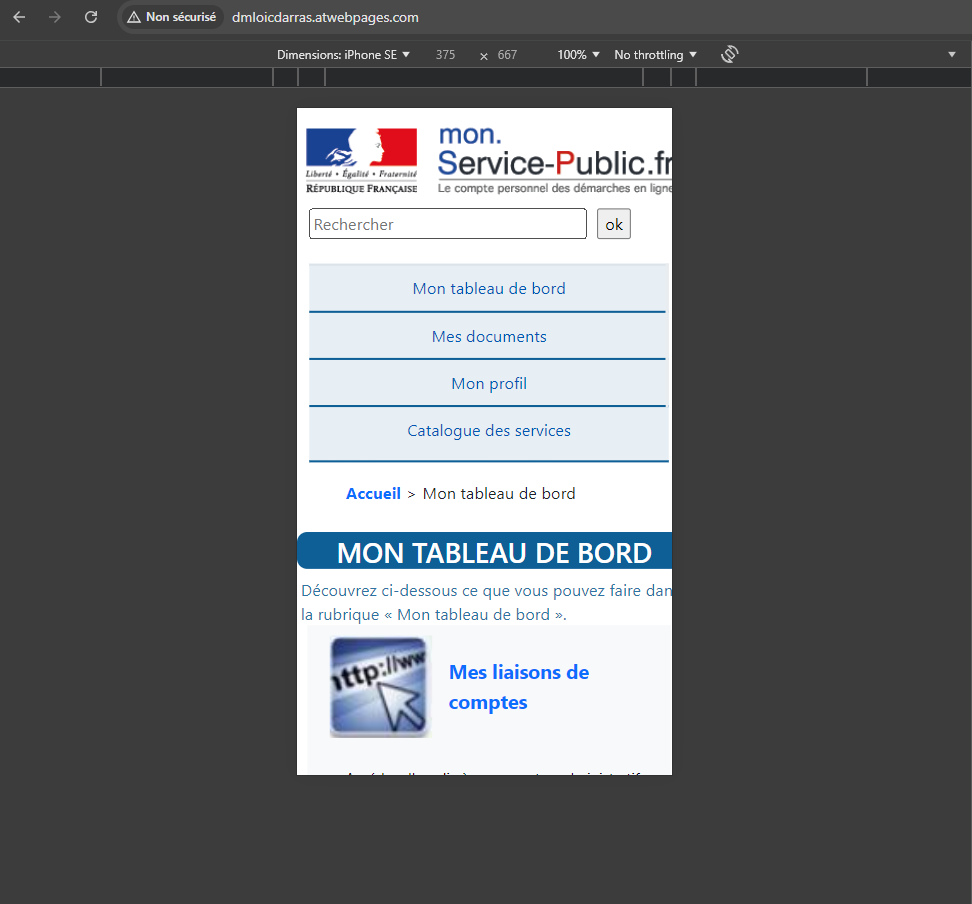 Non sécurisé dmloicdarras.atwebpages.com
Dimensions: iPhone SE 375 × 667 100% No throttling
mon.
Service-Public.fr
Le compte personnel des démarches en ligne
Liberté • Égalité • Fraternité
RÉPUBLIQUE FRANÇAISE
Rechercher ok
Mon tableau de bord
Mes documents
Mon profil
Catalogue des services
Accueil > Mon tableau de bord
MON TABLEAU DE BORD
Découvrez ci-dessous ce que vous pouvez faire dan
la rubrique « Mon tableau de bord ».
http://ww
Mes liaisons de
comptes